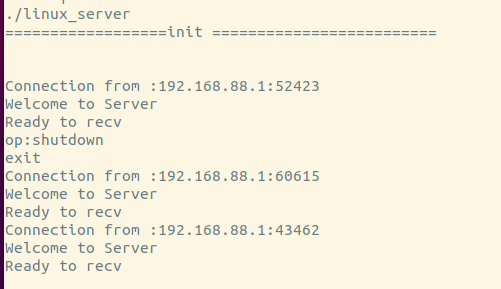 ./linux_server
==================init =========================
Connection from :192.168.88.1:52423
Welcome to Server
Ready to recv
op:shutdown
exit
Connection from :192.168.88.1:60615
Welcome to Server
Ready to recv
Connection from :192.168.88.1:43462
Welcome to Server
Ready to recv